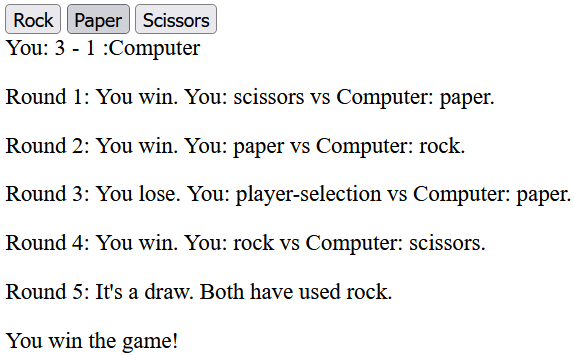 Rock Paper Scissors
You: 3 - 1 :Computer
Round 1: You win. You: scissors vs Computer: paper.
Round 2: You win. You: paper vs Computer: rock.
Round 3: You lose. You: player-selection vs Computer: paper.
Round 4: You win. You: rock vs Computer: scissors.
Round 5: It's a draw. Both have used rock.
You win the game!